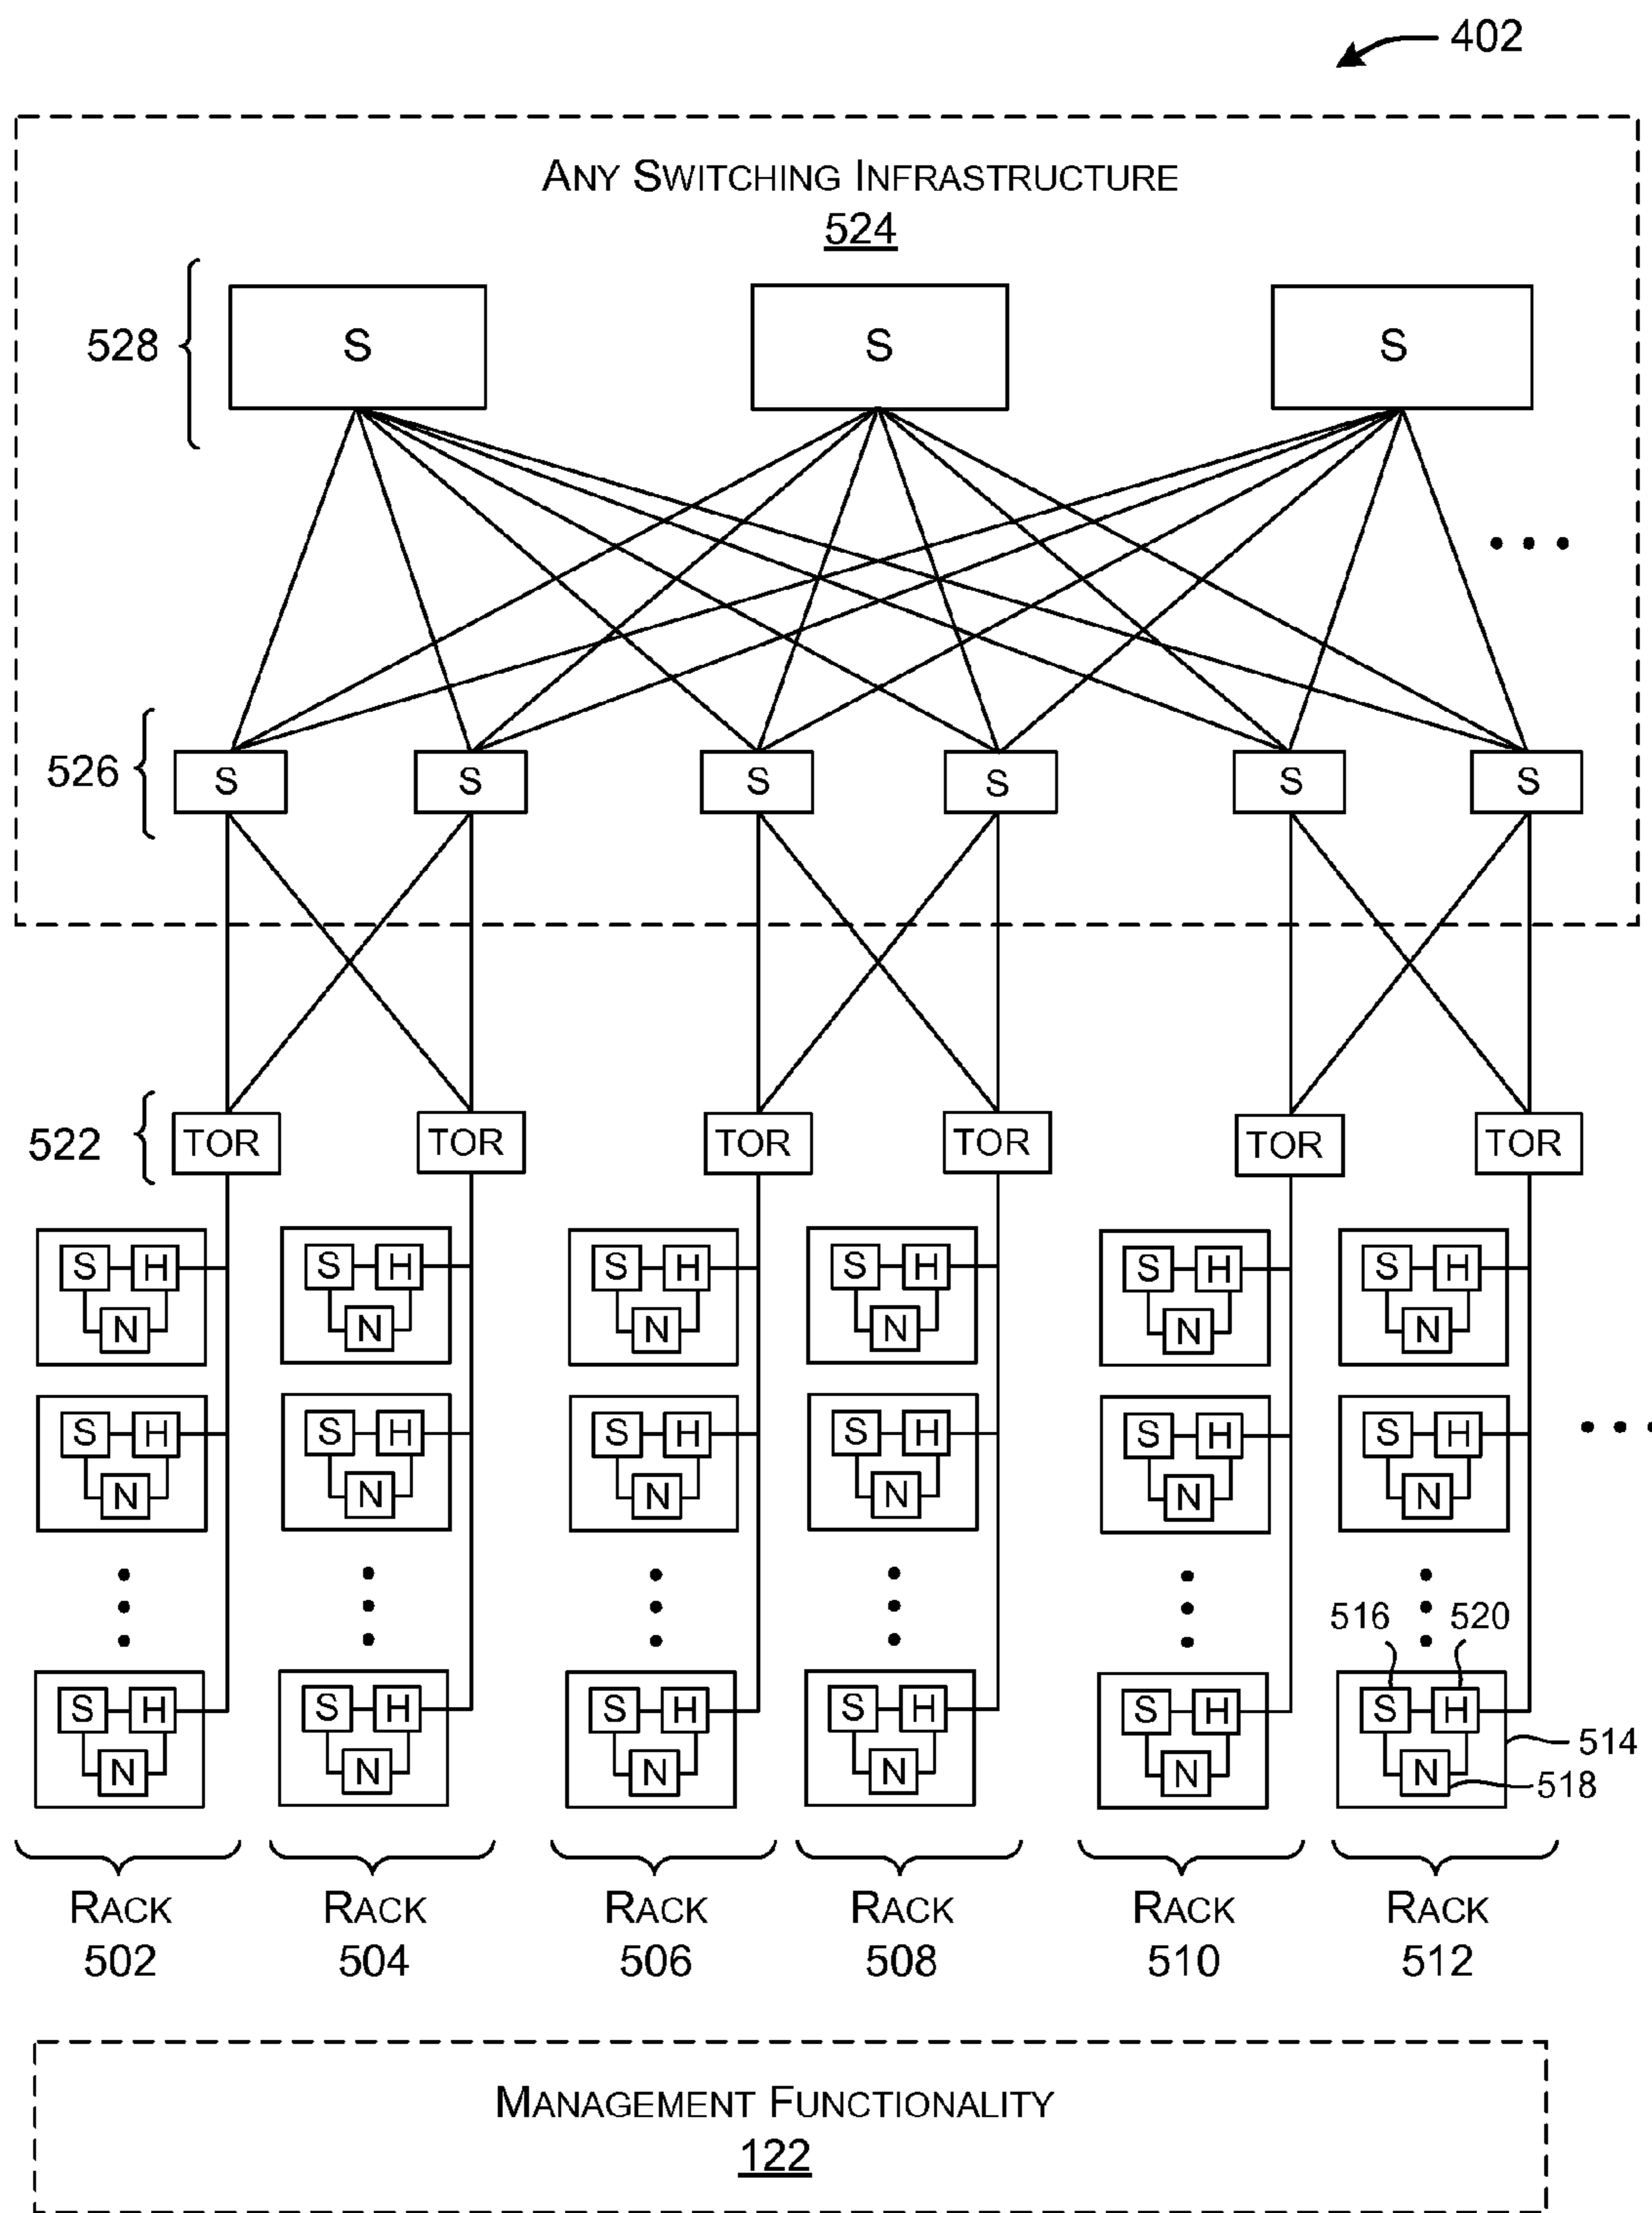 402
ANY SWITCHING INFRASTRUCTURE
524
528
S S S
526
S S S S S S
522
TOR TOR TOR TOR TOR TOR
S H S H S H S H S H S H
N N N N N N
S H S H S H S H S H S H
N N N N N N
516 520
S H S H S H S H S H S H
514
N N N N N N
518
RACK RACK RACK RACK RACK RACK
502 504 506 508 510 512
MANAGEMENT FUNCTIONALITY
122